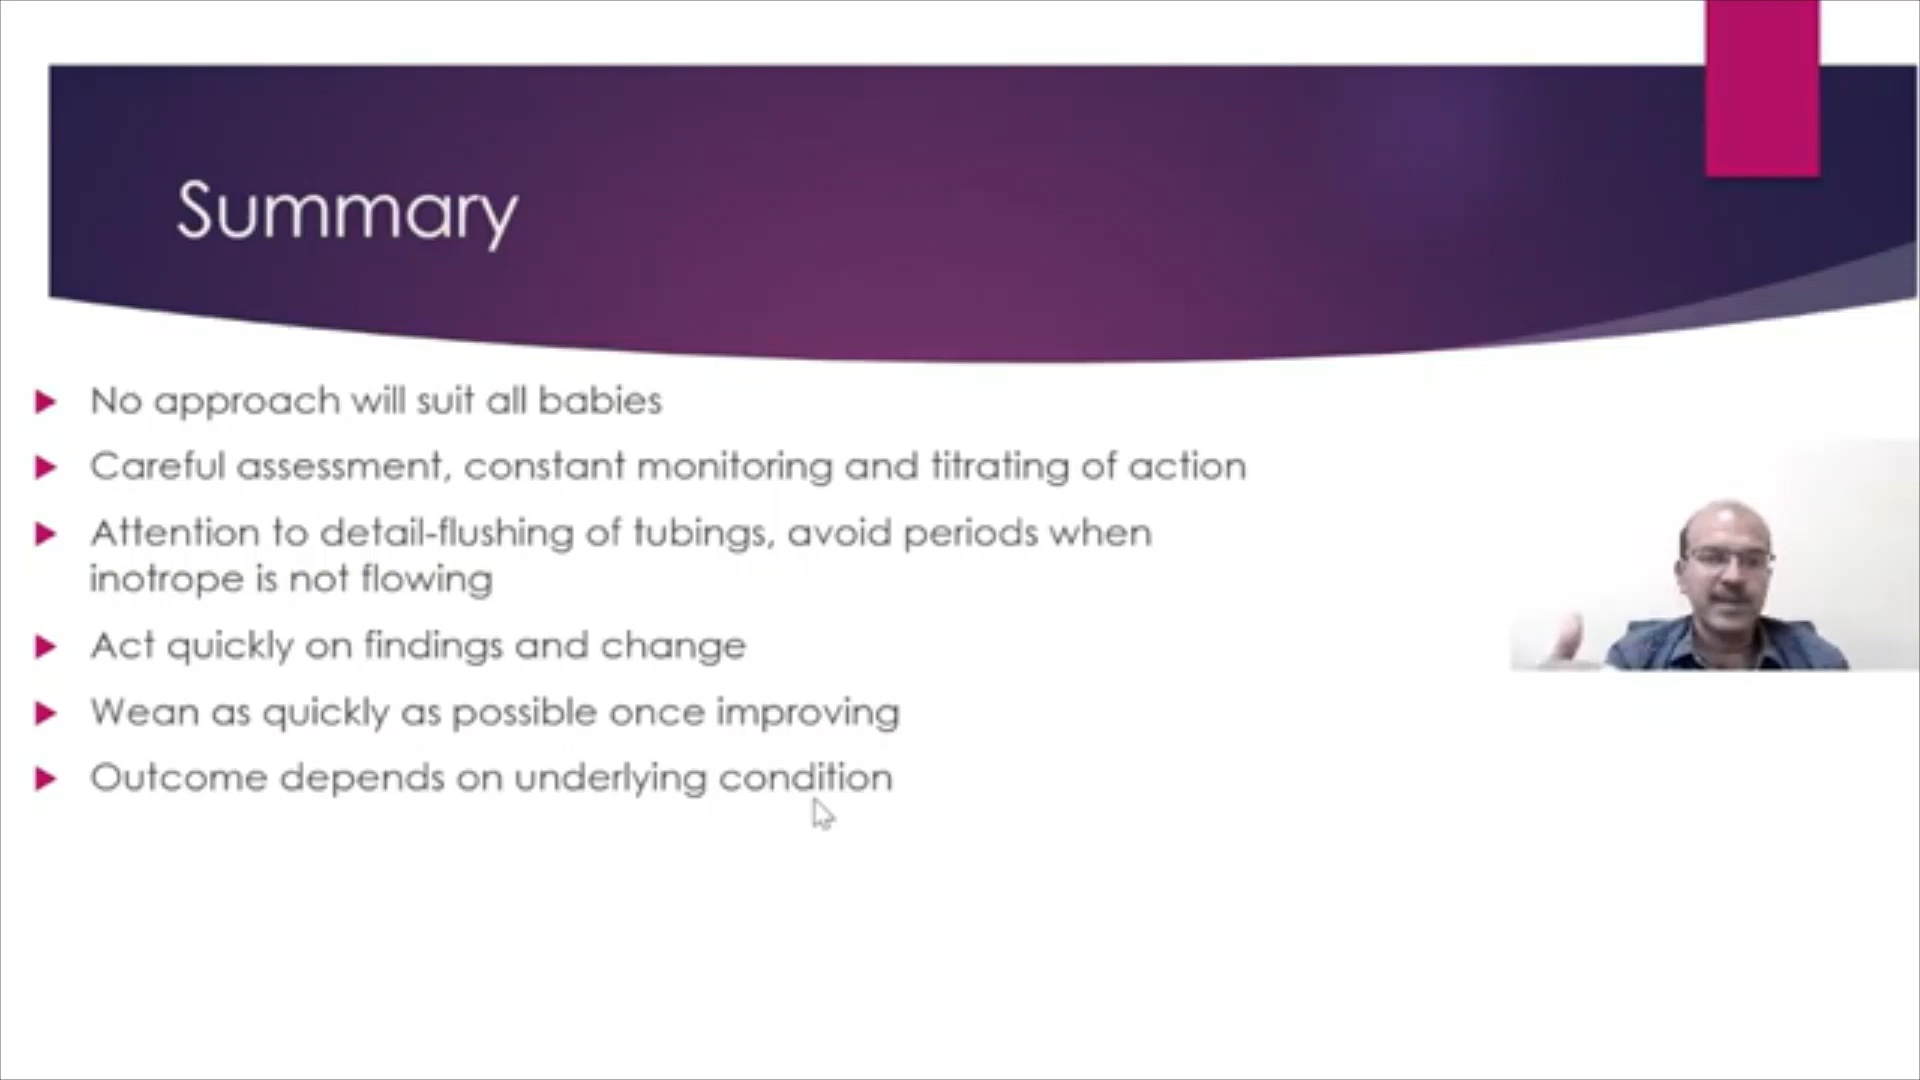 Summary
No approach will suit all babies
Careful assessment, constant monitoring and titrating of action
Attention to detail-flushing of tubings, avoid periods when
inotrope is not flowing
Act quickly on findings and change
Wean as quickly as possible once improving
Outcome depends on underlying condition